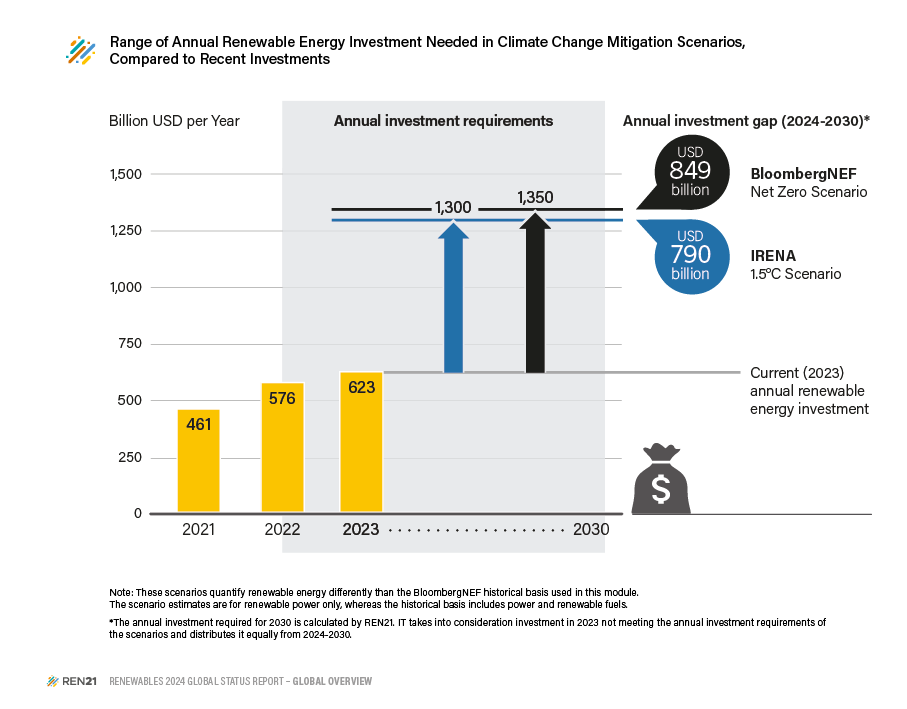 Range of Annual Renewable Energy Investment Needed in Climate Change Mitigation Scenarios,
Compared to Recent Investments
Billion USD per Year
Annual investment requirements
Annual investment gap (2024-2030)*
1,500
1,250
1,000
750
500
250
0
1,300
1,350
USD
849
billion
BloombergNEF
Net Zero Scenario
USD
790
billion
IRENA
1.5ºC Scenario
Current (2023)
annual renewable
energy investment
461
576
623
$
2021
2022
2023
2030
Note: These scenarios quantify renewable energy differently than the BloombergNEF historical basis used in this module.
The scenario estimates are for renewable power only, whereas the historical basis includes power and renewable fuels.
*The annual investment required for 2030 is calculated by REN21. IT takes into consideration investment in 2023 not meeting the annual investment requirements of
the scenarios and distributes it equally from 2024-2030.
REN21 RENEWABLES 2024 GLOBAL STATUS REPORT – GLOBAL OVERVIEW